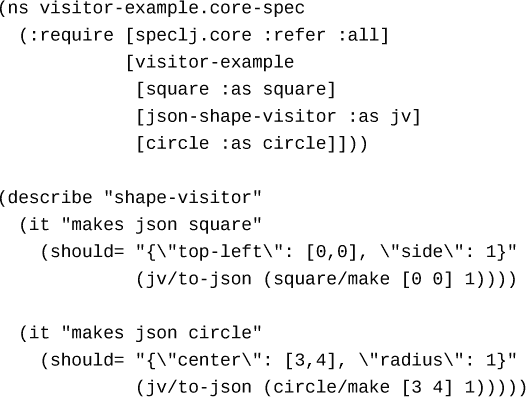 (ns visitor-example.core-spec
  (:require [speclj.core :refer :all]
            [visitor-example
             [square :as square]
             [json-shape-visitor :as jv]
             [circle :as circle]]))

(describe "shape-visitor"
  (it "makes json square"
    (should= "{\"top-left\": [0,0], \"side\": 1}"
             (jv/to-json (square/make [0 0] 1))))

  (it "makes json circle"
    (should= "{\"center\": [3,4], \"radius\": 1}"
             (jv/to-json (circle/make [3 4] 1)))))